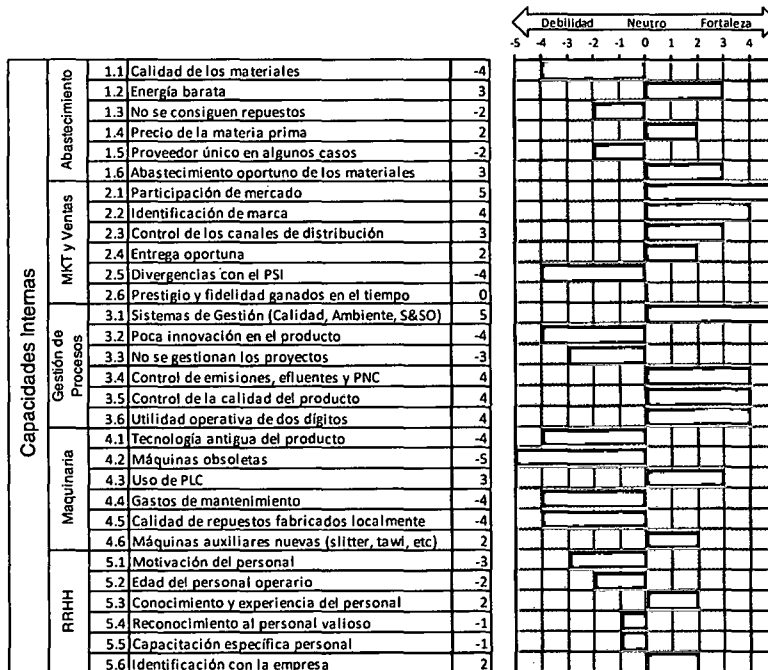 Debilidad Neutro Fortaleza
-5 -4 -3 -2 -1 0 1 2 3 4
Capacidades Internas
Abastecimiento
1.1 Calidad de los materiales -4
1.2 Energía barata 3
1.3 No se consiguen repuestos -2
1.4 Precio de la materia prima 2
1.5 Proveedor único en algunos casos -2
1.6 Abastecimiento oportuno de los materiales 3
MKT y Ventas
2.1 Participación de mercado 5
2.2 Identificación de marca 4
2.3 Control de los canales de distribución 3
2.4 Entrega oportuna 2
2.5 Divergencias con el PSI -4
2.6 Prestigio y fidelidad ganados en el tiempo 0
Gestión de
Procesos
3.1 Sistemas de Gestión (Calidad, Ambiente, S&SO) 5
3.2 Poca innovación en el producto -4
3.3 No se gestionan los proyectos -3
3.4 Control de emisiones, efluentes y PNC 4
3.5 Control de la calidad del producto 4
3.6 Utilidad operativa de dos dígitos 4
Maquinaria
4.1 Tecnología antigua del producto -4
4.2 Máquinas obsoletas -5
4.3 Uso de PLC 3
4.4 Gastos de mantenimiento -4
4.5 Calidad de repuestos fabricados localmente -4
4.6 Máquinas auxiliares nuevas (slitter, tawi, etc) 2
RRHH
5.1 Motivación del personal -3
5.2 Edad del personal operario -2
5.3 Conocimiento y experiencia del personal 2
5.4 Reconocimiento al personal valioso -1
5.5 Capacitación específica personal -1
5.6 Identificación con la empresa 2